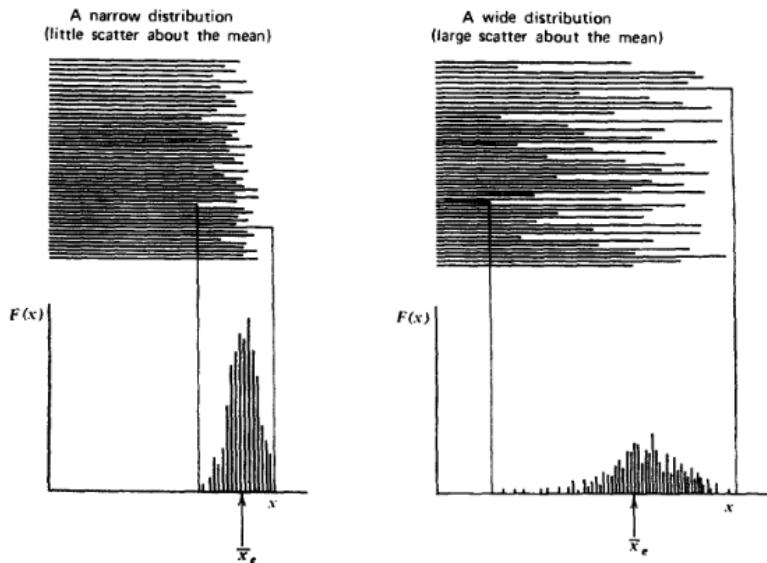 A narrow distribution
(little scatter about the mean)
A wide distribution
(large scatter about the mean)
F(x)
x
x̄e
F(x)
x
x̄e